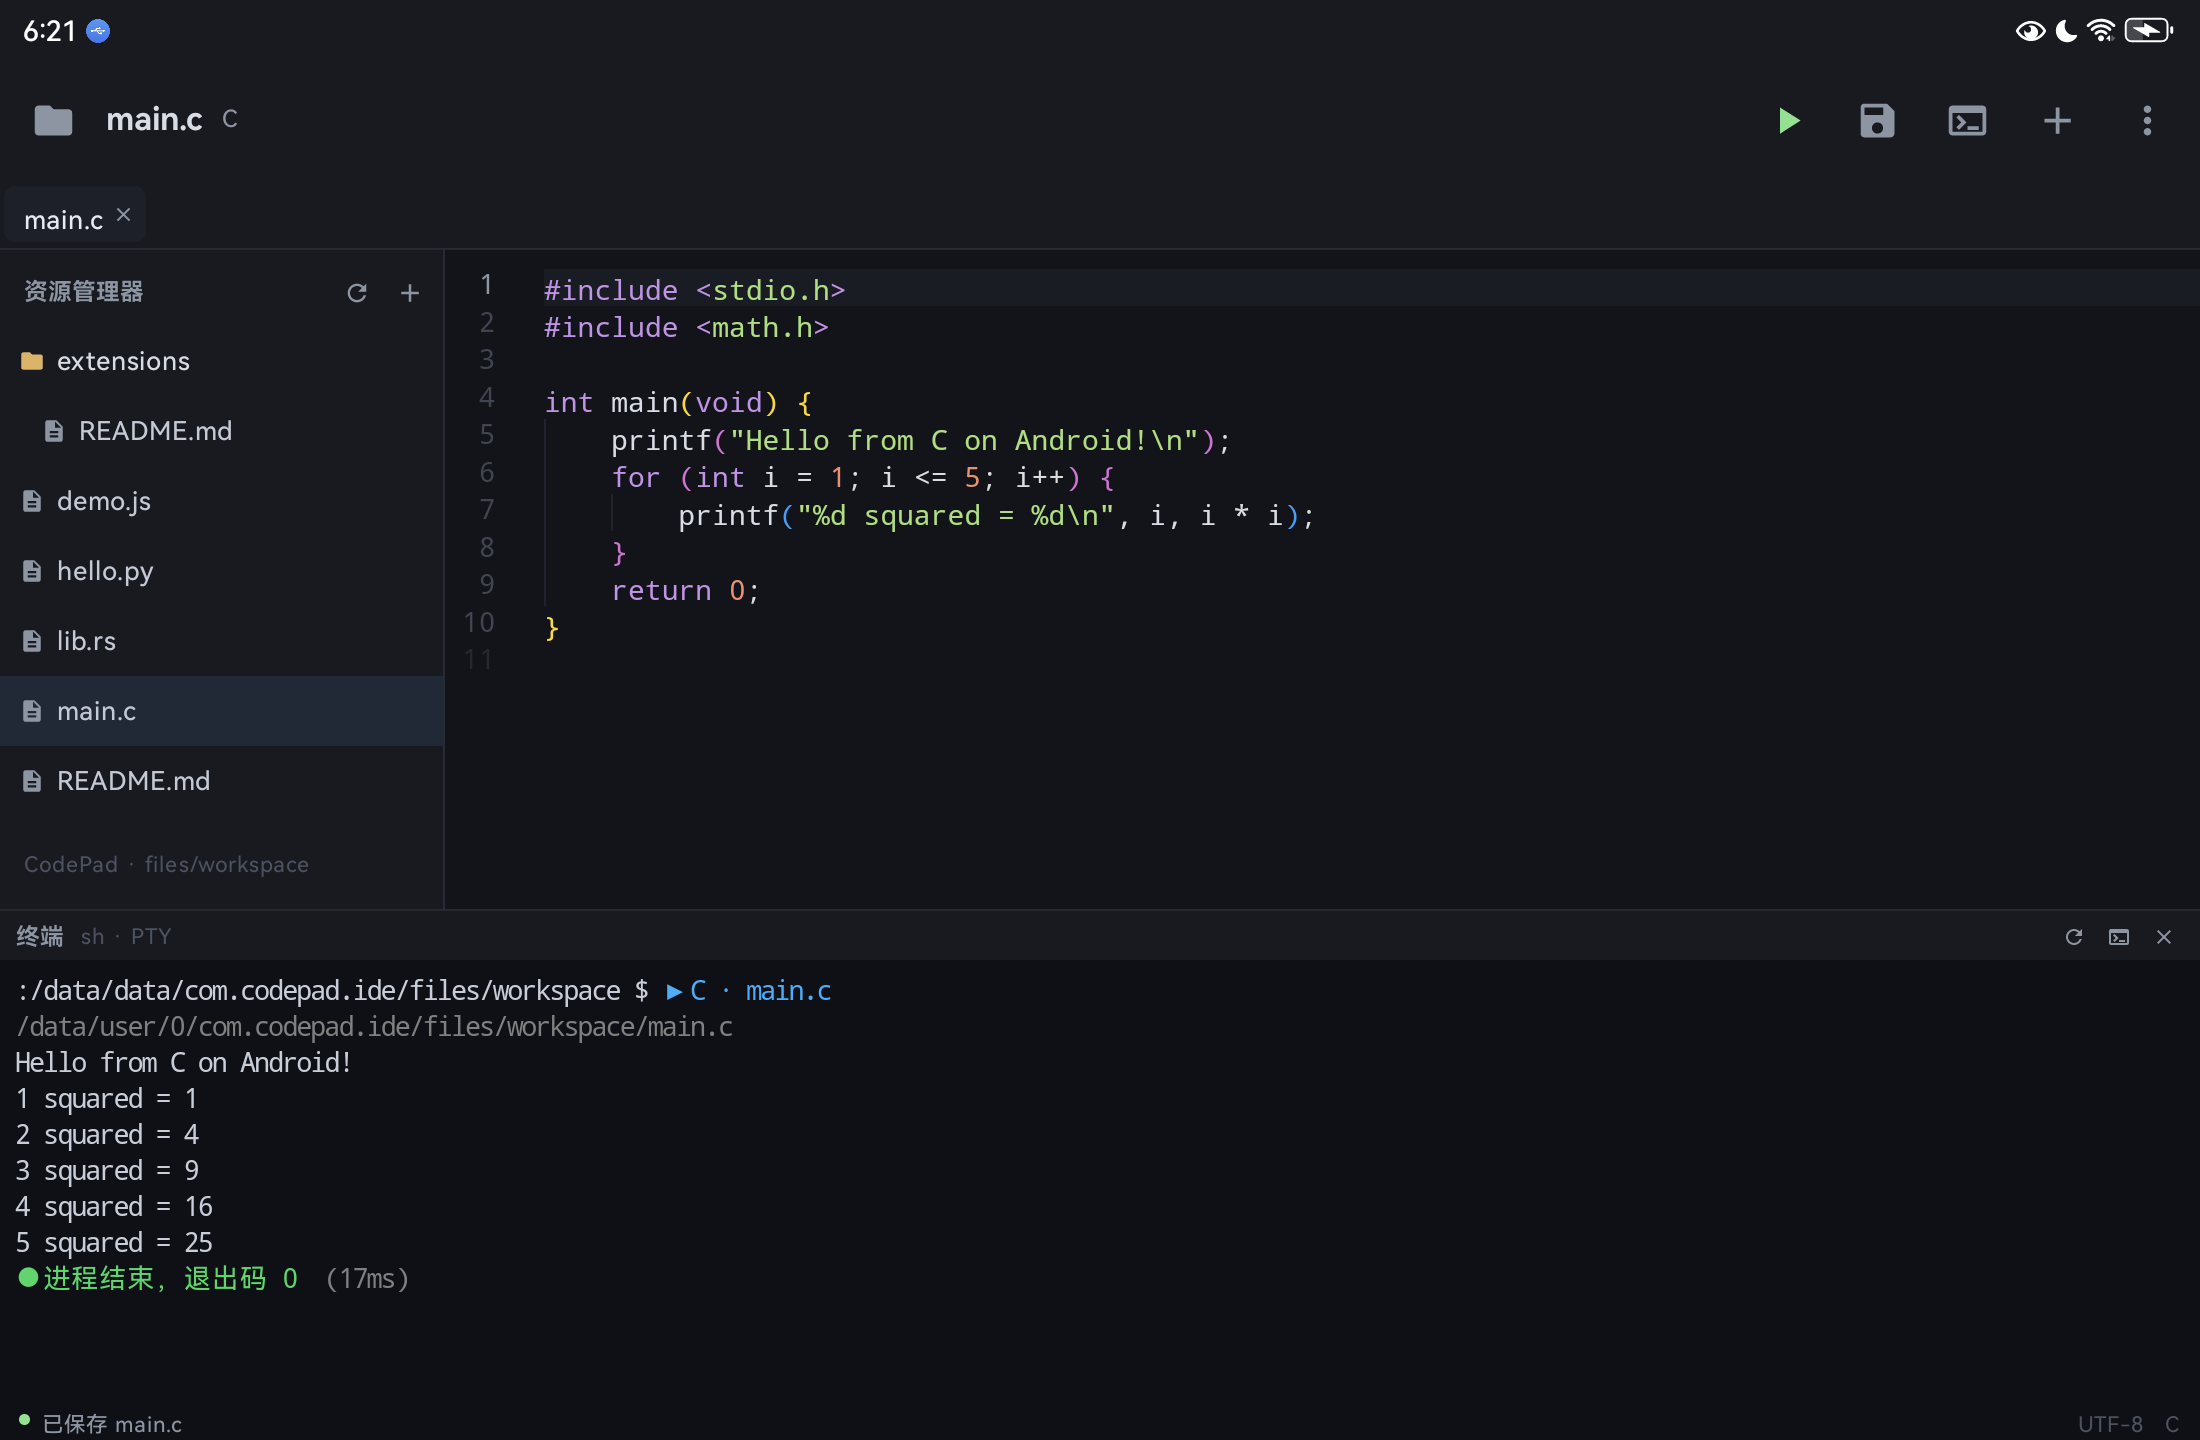 6:21
main.c C
main.c
资源管理器
extensions
README.md
demo.js
hello.py
lib.rs
main.c
README.md
CodePad · files/workspace
1 #include <stdio.h>
2 #include <math.h>
3
4 int main(void) {
5     printf("Hello from C on Android!\n");
6     for (int i = 1; i <= 5; i++) {
7         printf("%d squared = %d\n", i, i * i);
8     }
9     return 0;
10 }
11
终端 sh · PTY
:/data/data/com.codepad.ide/files/workspace $ ▶ C · main.c
/data/user/0/com.codepad.ide/files/workspace/main.c
Hello from C on Android!
1 squared = 1
2 squared = 4
3 squared = 9
4 squared = 16
5 squared = 25
●进程结束, 退出码 0 (17ms)
已保存 main.c
UTF-8 C